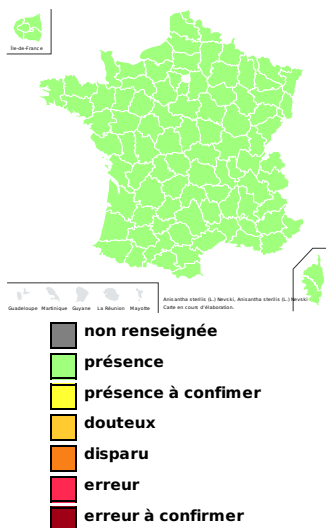 Île-de-France
Guadeloupe Martinique Guyane La Réunion Mayotte
Anisantha sterilis (L.) Nevski, Anisantha sterilis (L.) Nevski
Carte en cours d'élaboration.
non renseignée
présence
présence à confimer
douteux
disparu
erreur
erreur à confirmer